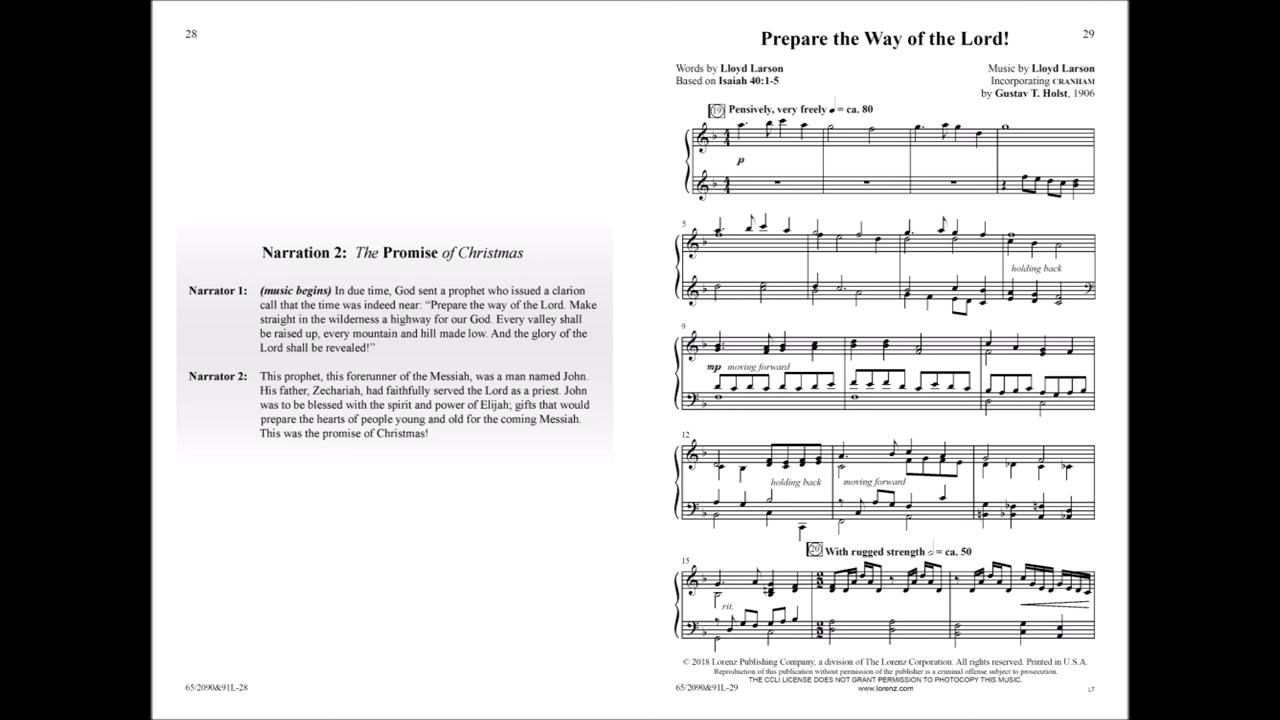 28
Narration 2: The Promise of Christmas
Narrator 1: (music begins) In due time, God sent a prophet who issued a clarion
call that the time was indeed near: “Prepare the way of the Lord. Make
straight in the wilderness a highway for our God. Every valley shall
be raised up, every mountain and hill made low. And the glory of the
Lord shall be revealed!”
Narrator 2: This prophet, this forerunner of the Messiah, was a man named John.
His father, Zechariah, had faithfully served the Lord as a priest. John
was to be blessed with the spirit and power of Elijah; gifts that would
prepare the hearts of people young and old for the coming Messiah.
This was the promise of Christmas!
65/2090&91L-28
Prepare the Way of the Lord!
29
Words by Lloyd Larson
Based on Isaiah 40:1-5
Music by Lloyd Larson
Incorporating CRANHAM
by Gustav T. Holst, 1906
19 Pensively, very freely ♩ = ca. 80
4
4
4
4
p
5
holding back
9
mp moving forward
12
holding back moving forward
20 With rugged strength 𝅗𝅥 = ca. 50
15
2
2
rit.
2
2
© 2018 Lorenz Publishing Company, a division of The Lorenz Corporation. All rights reserved. Printed in U.S.A.
Reproduction of this publication without permission of the publisher is a criminal offense subject to prosecution.
THE CCLI LICENSE DOES NOT GRANT PERMISSION TO PHOTOCOPY THIS MUSIC.
65/2090&91L-29
www.lorenz.com
LT